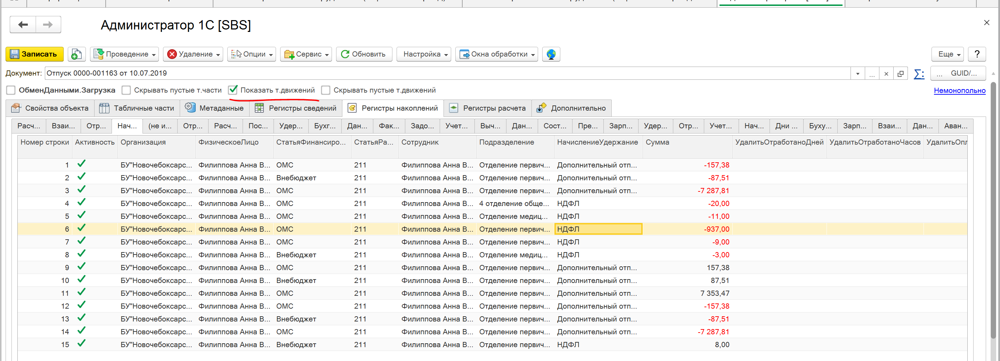 Администратор 1С [SBS]
Записать Проведение Удаление Опции Сервис Обновить Настройка Окна обработки Еще ?
Документ: Отпуск 0000-001163 от 10.07.2019 ... ... GUID/...
ОбменДанными.Загрузка Скрывать пустые т.части Показать т.движений Скрывать пустые т.движений Немонопольно
Свойства объекта Табличные части Метаданные Регистры сведений Регистры накоплений Регистры расчета Дополнительно
Расч... Взаи... Отр... Нач... (не и... Отр... Расч... Пос... Удер... Бухг... Дан... Фак... Задо... Учет... Выч... Дан... Сост... Пре... Зарп... Удер... Отр... Учет... Нач... Дни ... Буху... Зарп... Взаи... Дан... Аван...
Номер строки Активность Организация ФизическоеЛицо СтатьяФинансиро... СтатьяРа... Сотрудник Подразделение НачислениеУдержание Сумма УдалитьОтработаноДней УдалитьОтработаноЧасов УдалитьОпл
1 БУ"Новочебоксарс... Филиппова Анна В... ОМС 211 Филиппова Анна В... Отделение первич... Дополнительный отп... -157,38
2 БУ"Новочебоксарс... Филиппова Анна В... Внебюджет 211 Филиппова Анна В... Отделение первич... Дополнительный отп... -87,51
3 БУ"Новочебоксарс... Филиппова Анна В... ОМС 211 Филиппова Анна В... Отделение первич... Дополнительный отп... -7 287,81
4 БУ"Новочебоксарс... Филиппова Анна В... ОМС 211 Филиппова Анна В... 4 отделение обще... НДФЛ -20,00
5 БУ"Новочебоксарс... Филиппова Анна В... ОМС 211 Филиппова Анна В... Отделение медиц... НДФЛ -11,00
6 БУ"Новочебоксарс... Филиппова Анна В... ОМС 211 Филиппова Анна В... Отделение первич... НДФЛ -937,00
7 БУ"Новочебоксарс... Филиппова Анна В... ОМС 211 Филиппова Анна В... Отделение первич... НДФЛ -9,00
8 БУ"Новочебоксарс... Филиппова Анна В... Внебюджет 211 Филиппова Анна В... Отделение медиц... НДФЛ -3,00
9 БУ"Новочебоксарс... Филиппова Анна В... ОМС 211 Филиппова Анна В... Отделение первич... Дополнительный отп... 157,38
10 БУ"Новочебоксарс... Филиппова Анна В... Внебюджет 211 Филиппова Анна В... Отделение первич... Дополнительный отп... 87,51
11 БУ"Новочебоксарс... Филиппова Анна В... ОМС 211 Филиппова Анна В... Отделение первич... Дополнительный отп... 7 353,47
12 БУ"Новочебоксарс... Филиппова Анна В... ОМС 211 Филиппова Анна В... Отделение первич... Дополнительный отп... -157,38
13 БУ"Новочебоксарс... Филиппова Анна В... Внебюджет 211 Филиппова Анна В... Отделение первич... Дополнительный отп... -87,51
14 БУ"Новочебоксарс... Филиппова Анна В... ОМС 211 Филиппова Анна В... Отделение первич... Дополнительный отп... -7 287,81
15 БУ"Новочебоксарс... Филиппова Анна В... Внебюджет 211 Филиппова Анна В... Отделение первич... НДФЛ 8,00